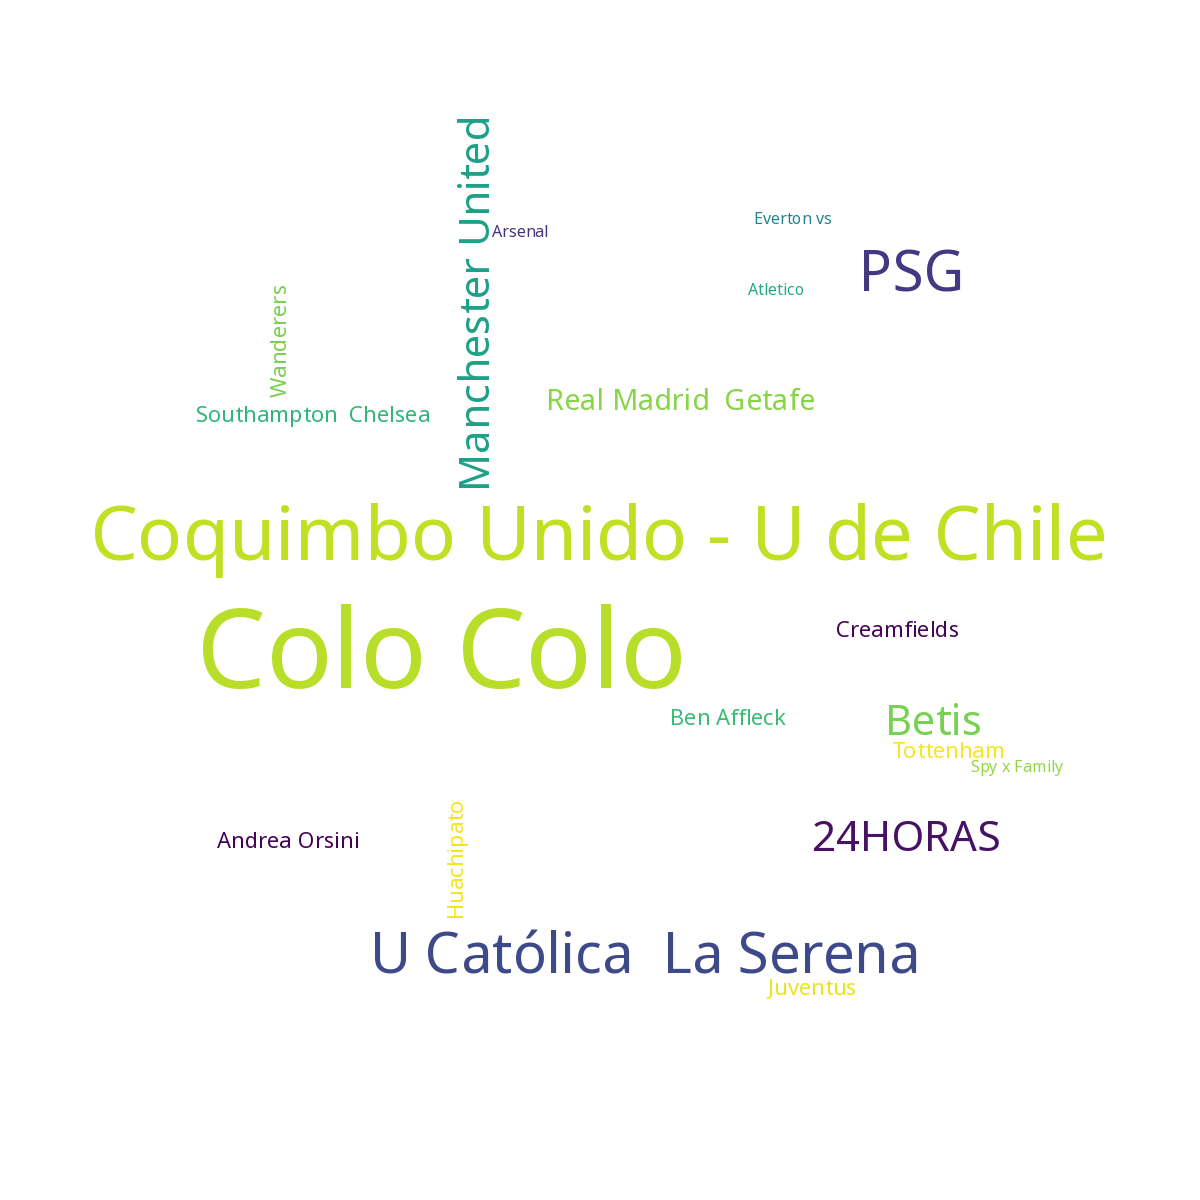 Manchester United
Everton vs
Arsenal
PSG
Atletico
Wanderers
Real Madrid  Getafe
Southampton  Chelsea
Coquimbo Unido - U de Chile
Creamfields
Colo Colo
Ben Affleck
Betis
Tottenham
Spy x Family
Andrea Orsini
24HORAS
Huachipato
U Católica  La Serena
Juventus